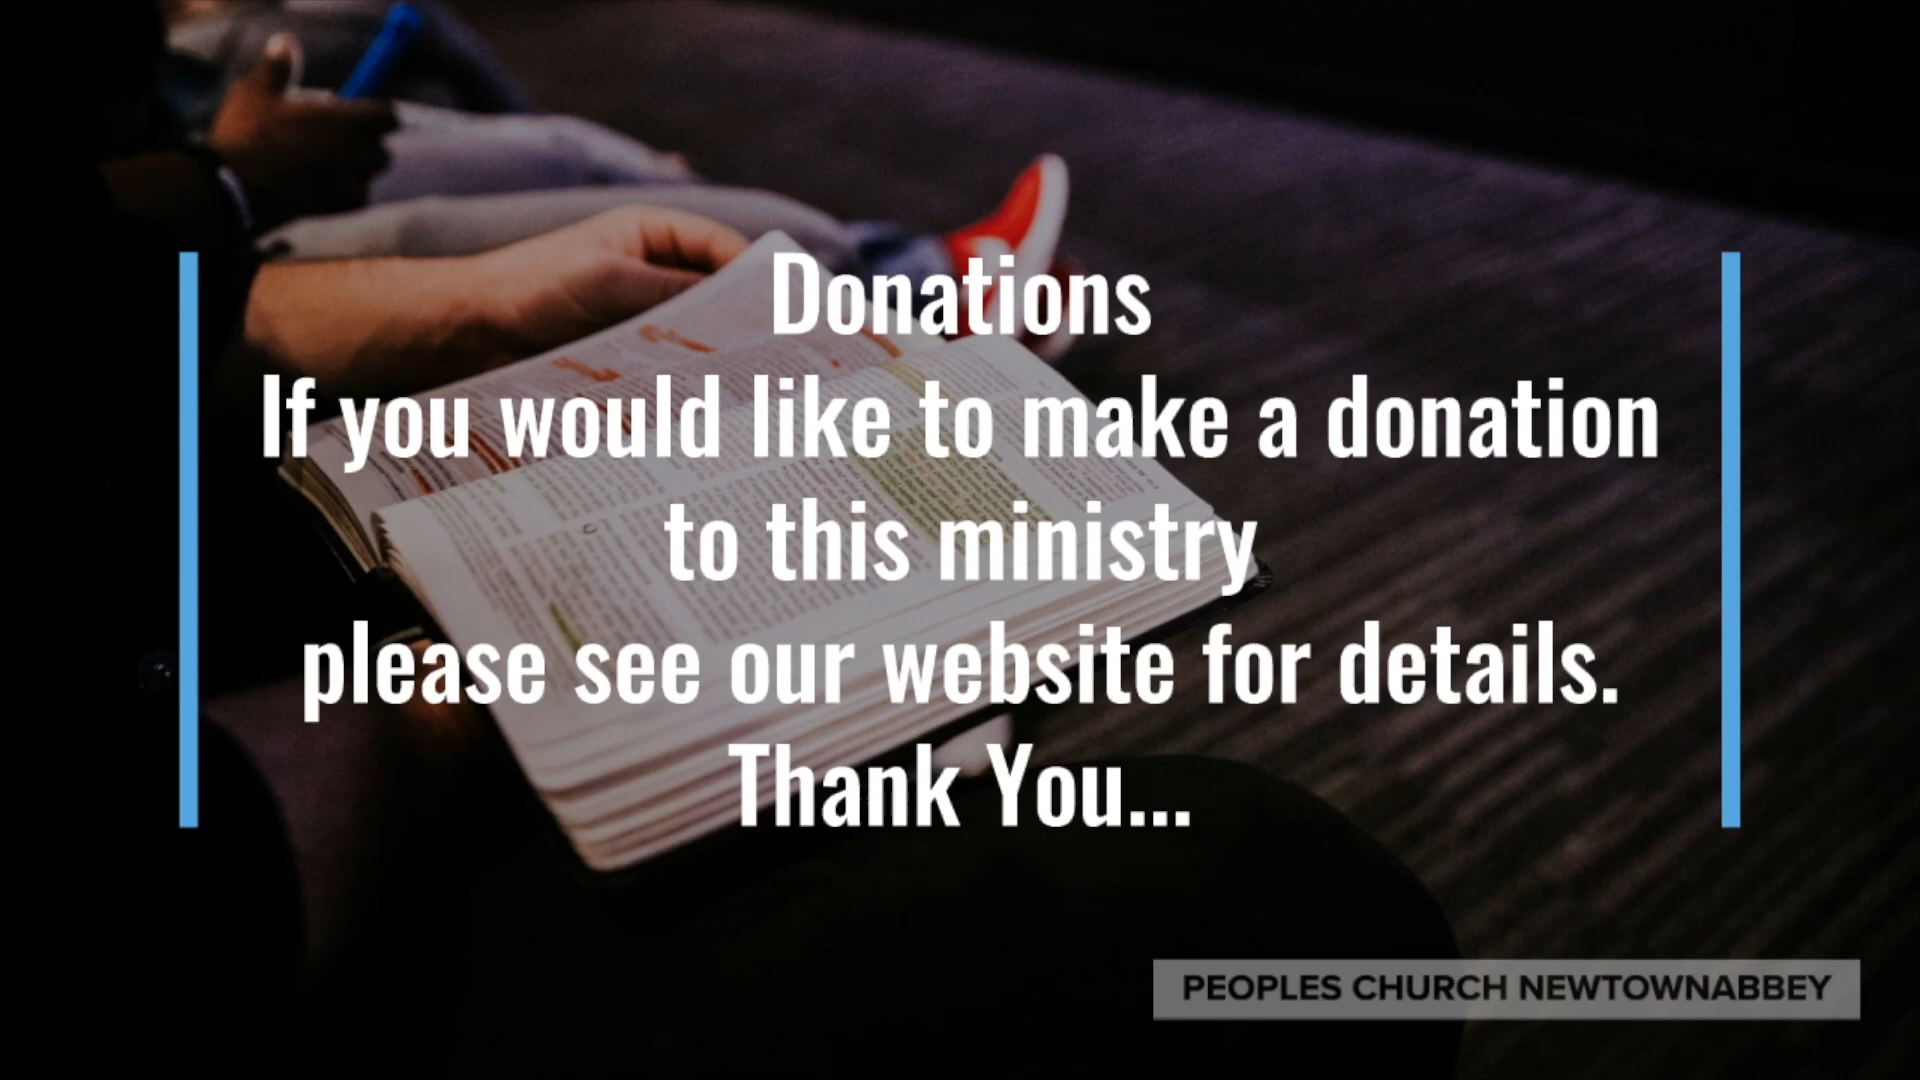 Donations
If you would like to make a donation
to this ministry
please see our website for details.
Thank You...
PEOPLES CHURCH NEWTOWNABBEY